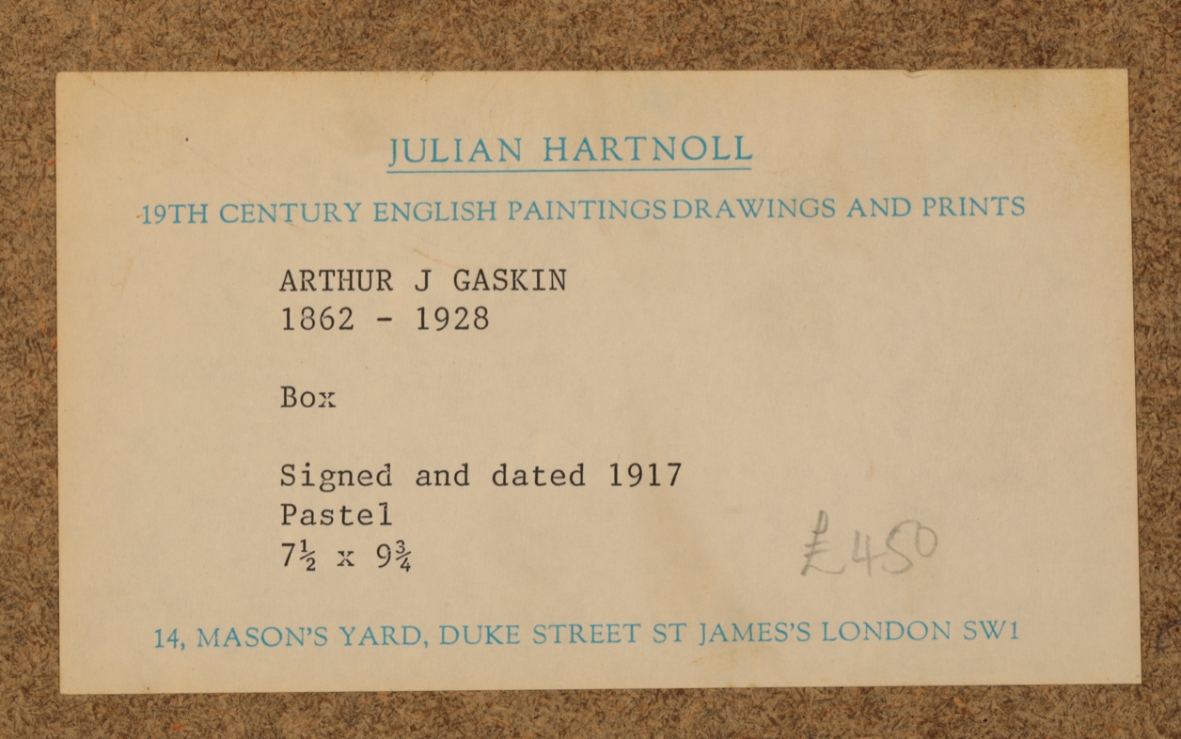 JULIAN HARTNOLL
19TH CENTURY ENGLISH PAINTINGS DRAWINGS AND PRINTS
ARTHUR J GASKIN
1862 - 1928
Box
Signed and dated 1917
Pastel
7½ x 9¾
£450
14, MASON'S YARD, DUKE STREET ST JAMES'S LONDON SW1